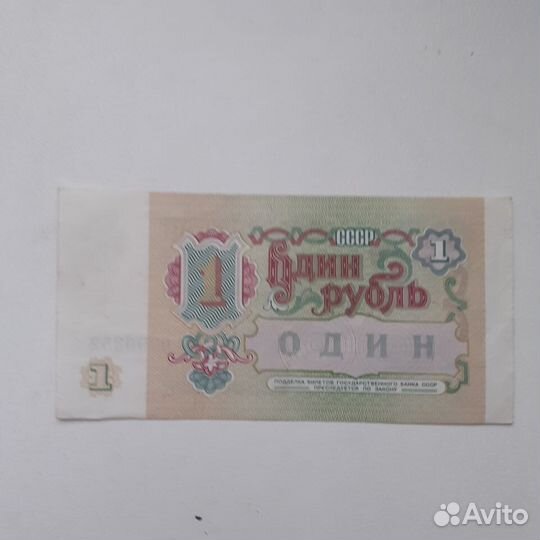 СССР
1
1
Один
рубль
ОДИН
1
ПОДДЕЛКА БИЛЕТОВ ГОСУДАРСТВЕННОГО БАНКА СССР
ПРЕСЛЕДУЕТСЯ ПО ЗАКОНУ
Avito